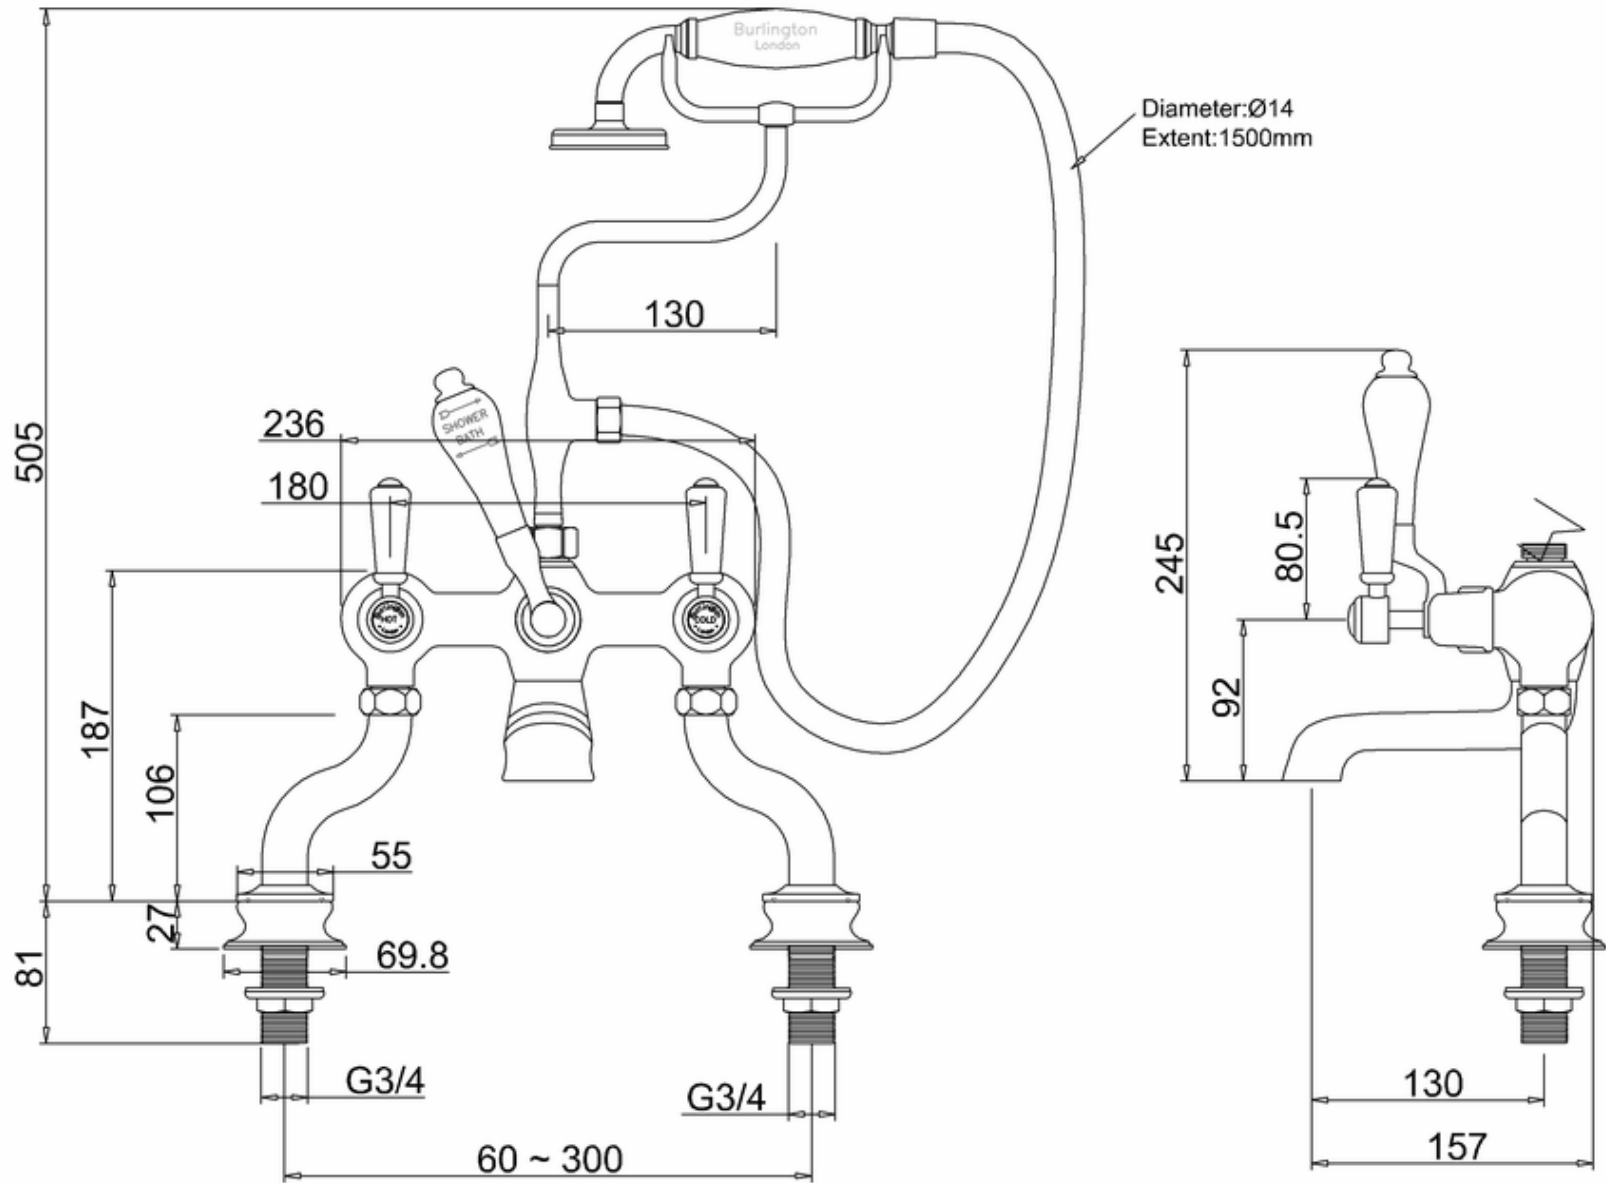 Burlington
London
Diameter:Ø14
Extent:1500mm
130
505
236
SHOWER
BATH
180
245
80.5
HOT
COLD
187
92
106
55
27
69.8
81
G3/4
G3/4
60 ~ 300
130
157